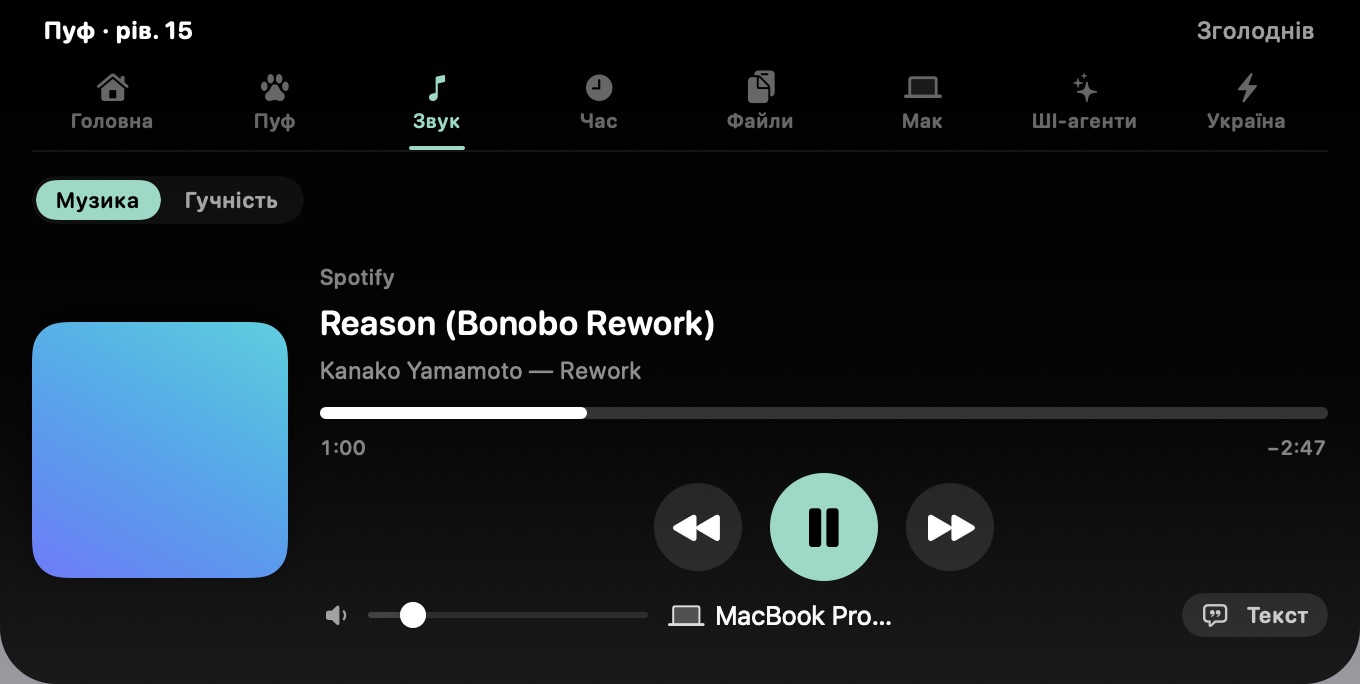 Пуф · рів. 15
Зголоднів
Головна
Пуф
Звук
Час
Файли
Мак
ШІ-агенти
Україна
Музика
Гучність
Spotify
Reason (Bonobo Rework)
Kanako Yamamoto — Rework
1:00
−2:47
MacBook Pro...
Текст